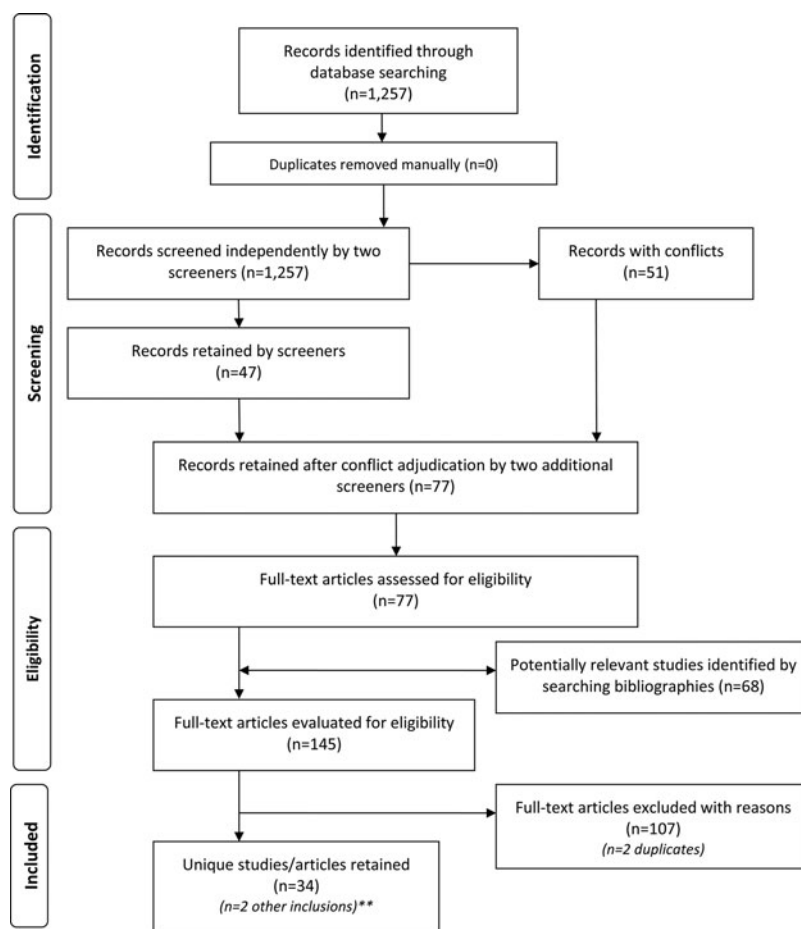 Identification
Records identified through
database searching
(n=1,257)
Duplicates removed manually (n=0)
Screening
Records screened independently by two
screeners (n=1,257)
Records with conflicts
(n=51)
Records retained by screeners
(n=47)
Records retained after conflict adjudication by two additional
screeners (n=77)
Eligibility
Full-text articles assessed for eligibility
(n=77)
Potentially relevant studies identified by
searching bibliographies (n=68)
Full-text articles evaluated for eligibility
(n=145)
Included
Full-text articles excluded with reasons
(n=107)
(n=2 duplicates)
Unique studies/articles retained
(n=34)
(n=2 other inclusions)**